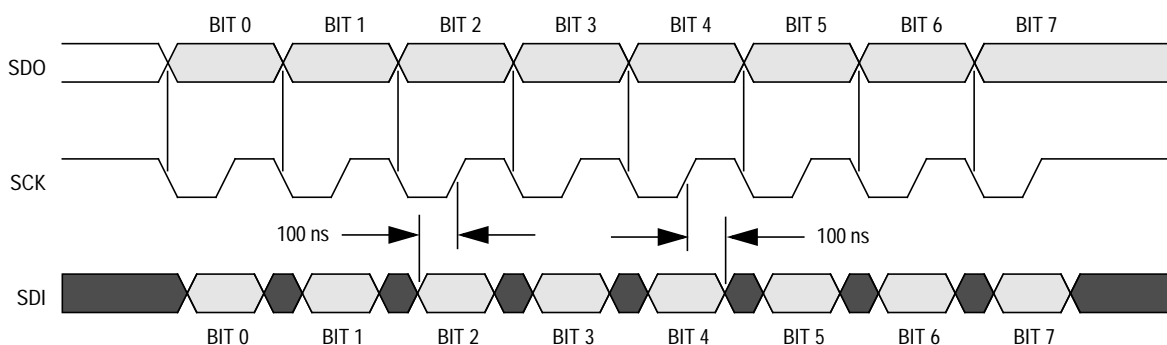 BIT 0 BIT 1 BIT 2 BIT 3 BIT 4 BIT 5 BIT 6 BIT 7
SDO
SCK
100 ns 100 ns
SDI
BIT 0 BIT 1 BIT 2 BIT 3 BIT 4 BIT 5 BIT 6 BIT 7